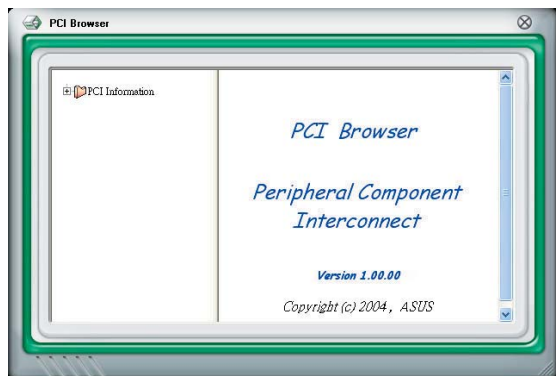 PCI Browser
PCI Information
PCI Browser
Peripheral Component
Interconnect
Version 1.00.00
Copyright (c) 2004, ASUS